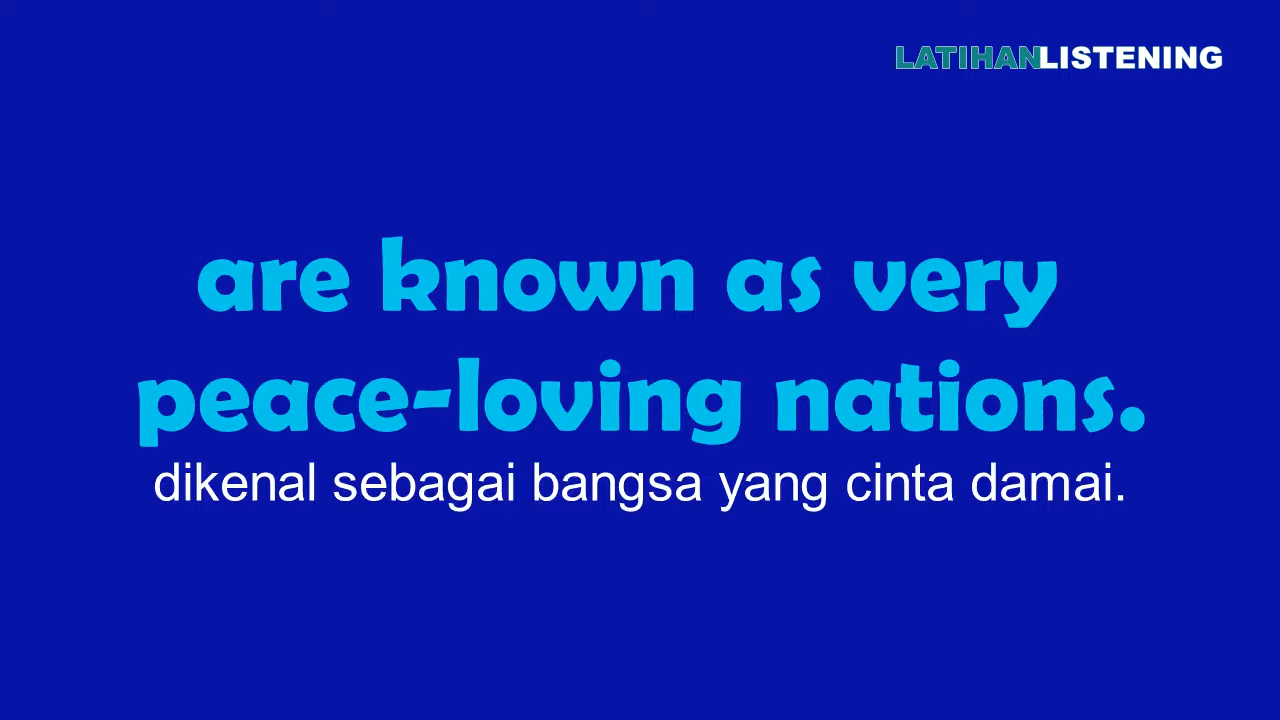 LATIHANLISTENING
are known as very
peace-loving nations.
dikenal sebagai bangsa yang cinta damai.